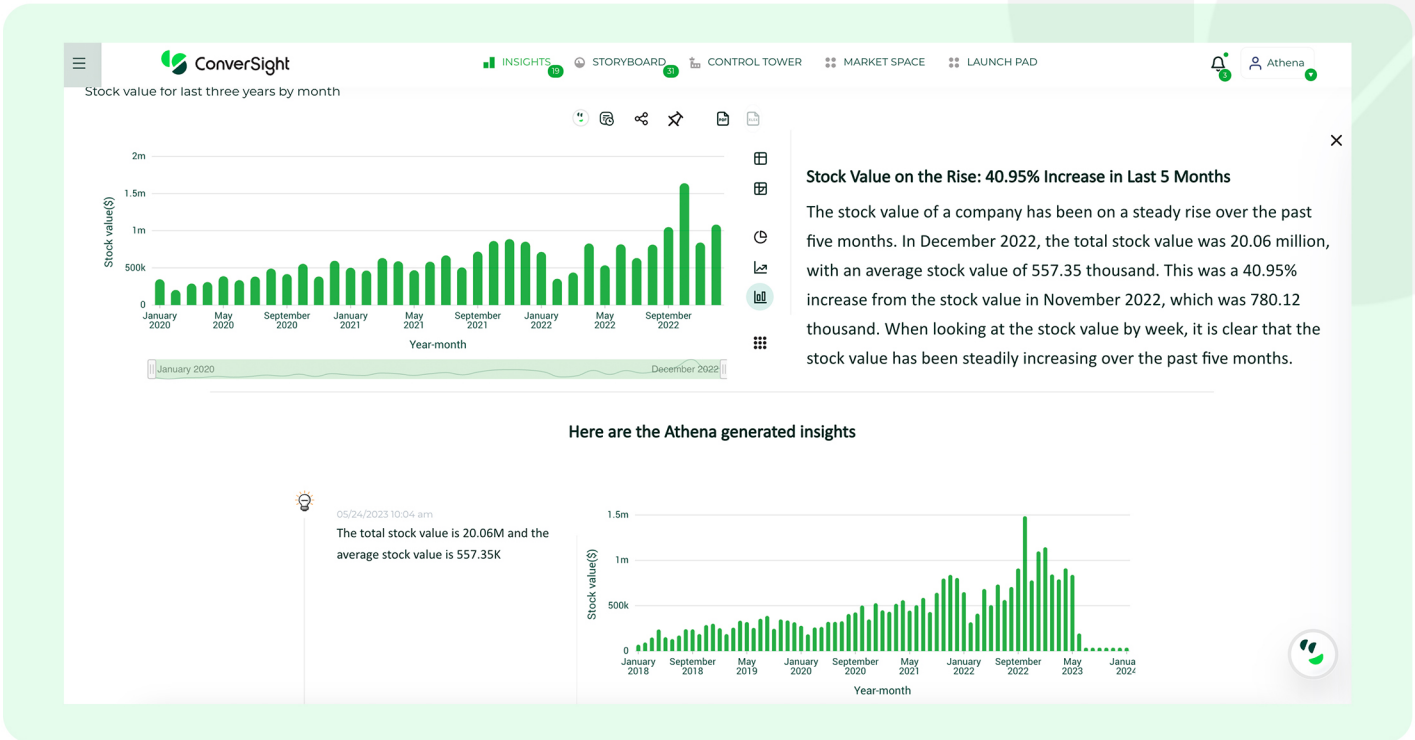 ConverSight
INSIGHTS
19
STORYBOARD
31
CONTROL TOWER
MARKET SPACE
LAUNCH PAD
3
Athena
Stock value for last three years by month
PDF
2m
1.5m
1m
500k
0
Stock value($)
January 2020
May 2020
September 2020
January 2021
May 2021
September 2021
January 2022
May 2022
September 2022
Year-month
January 2020
December 2022
Stock Value on the Rise: 40.95% Increase in Last 5 Months
The stock value of a company has been on a steady rise over the past
five months. In December 2022, the total stock value was 20.06 million,
with an average stock value of 557.35 thousand. This was a 40.95%
increase from the stock value in November 2022, which was 780.12
thousand. When looking at the stock value by week, it is clear that the
stock value has been steadily increasing over the past five months.
Here are the Athena generated insights
05/24/2023 10:04 am
The total stock value is 20.06M and the
average stock value is 557.35K
1.5m
1m
500k
0
Stock value($)
January 2018
September 2018
May 2019
January 2020
September 2020
May 2021
January 2022
September 2022
May 2023
Janua 2024
Year-month